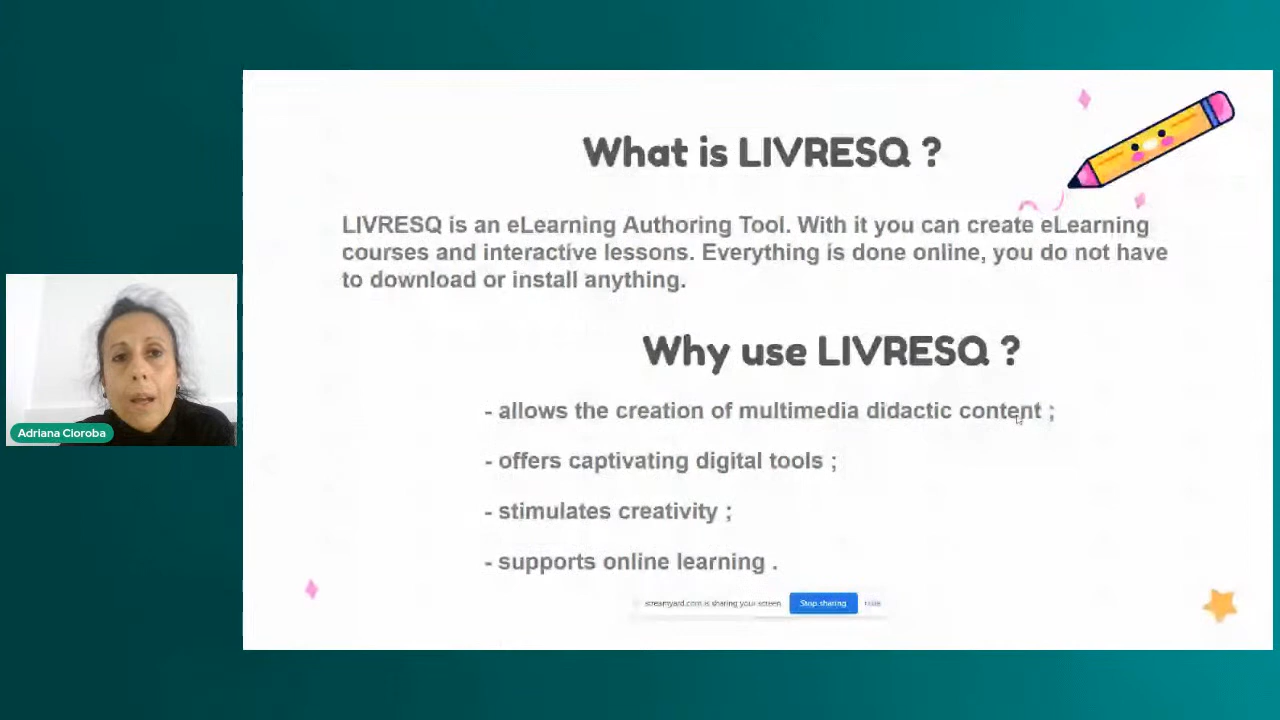 What is LIVRESQ ?
LIVRESQ is an eLearning Authoring Tool. With it you can create eLearning
courses and interactive lessons. Everything is done online, you do not have
to download or install anything.
Why use LIVRESQ ?
- allows the creation of multimedia didactic content ;
- offers captivating digital tools ;
- stimulates creativity ;
- supports online learning .
Adriana Cioroba
streamyard.com is sharing your screen. Stop sharing Hide